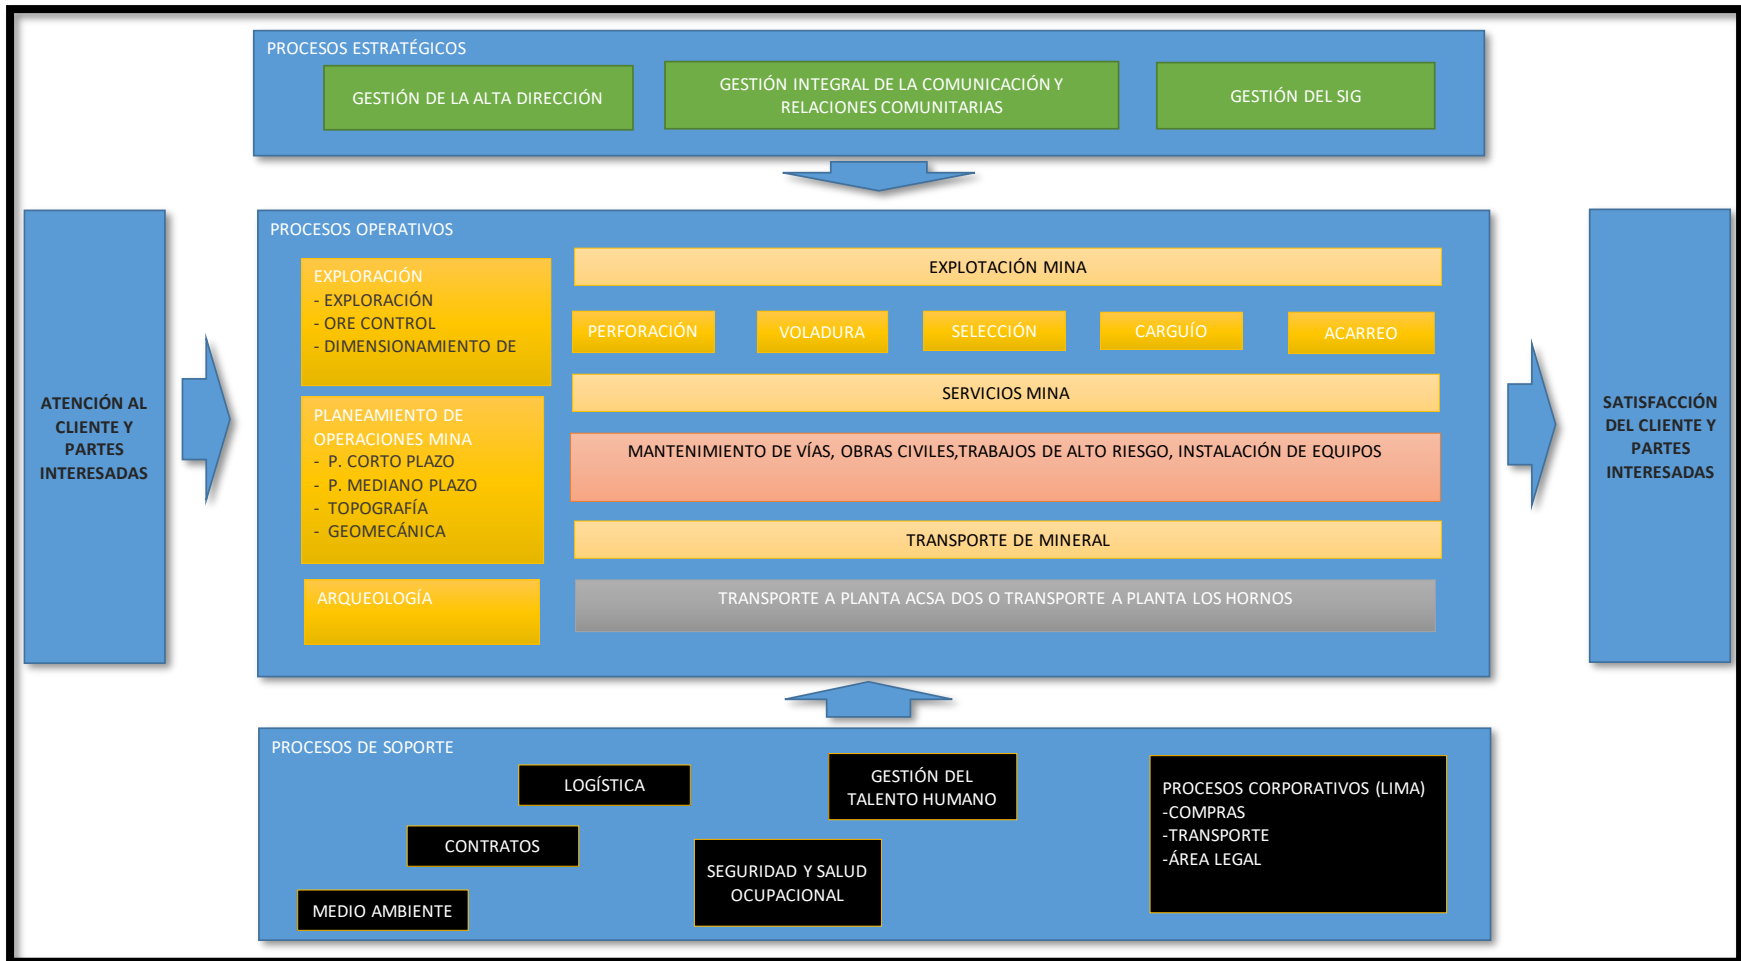 PROCESOS ESTRATÉGICOS
GESTIÓN DE LA ALTA DIRECCIÓN
GESTIÓN INTEGRAL DE LA COMUNICACIÓN Y
RELACIONES COMUNITARIAS
GESTIÓN DEL SIG
ATENCIÓN AL
CLIENTE Y
PARTES
INTERESADAS
PROCESOS OPERATIVOS
EXPLORACIÓN
- EXPLORACIÓN
- ORE CONTROL
- DIMENSIONAMIENTO DE
PLANEAMIENTO DE
OPERACIONES MINA
- P. CORTO PLAZO
- P. MEDIANO PLAZO
- TOPOGRAFÍA
- GEOMECÁNICA
ARQUEOLOGÍA
EXPLOTACIÓN MINA
PERFORACIÓN
VOLADURA
SELECCIÓN
CARGUÍO
ACARREO
SERVICIOS MINA
MANTENIMIENTO DE VÍAS, OBRAS CIVILES,TRABAJOS DE ALTO RIESGO, INSTALACIÓN DE EQUIPOS
TRANSPORTE DE MINERAL
TRANSPORTE A PLANTA ACSA DOS O TRANSPORTE A PLANTA LOS HORNOS
SATISFACCIÓN
DEL CLIENTE Y
PARTES
INTERESADAS
PROCESOS DE SOPORTE
LOGÍSTICA
GESTIÓN DEL
TALENTO HUMANO
CONTRATOS
SEGURIDAD Y SALUD
OCUPACIONAL
MEDIO AMBIENTE
PROCESOS CORPORATIVOS (LIMA)
-COMPRAS
-TRANSPORTE
-ÁREA LEGAL